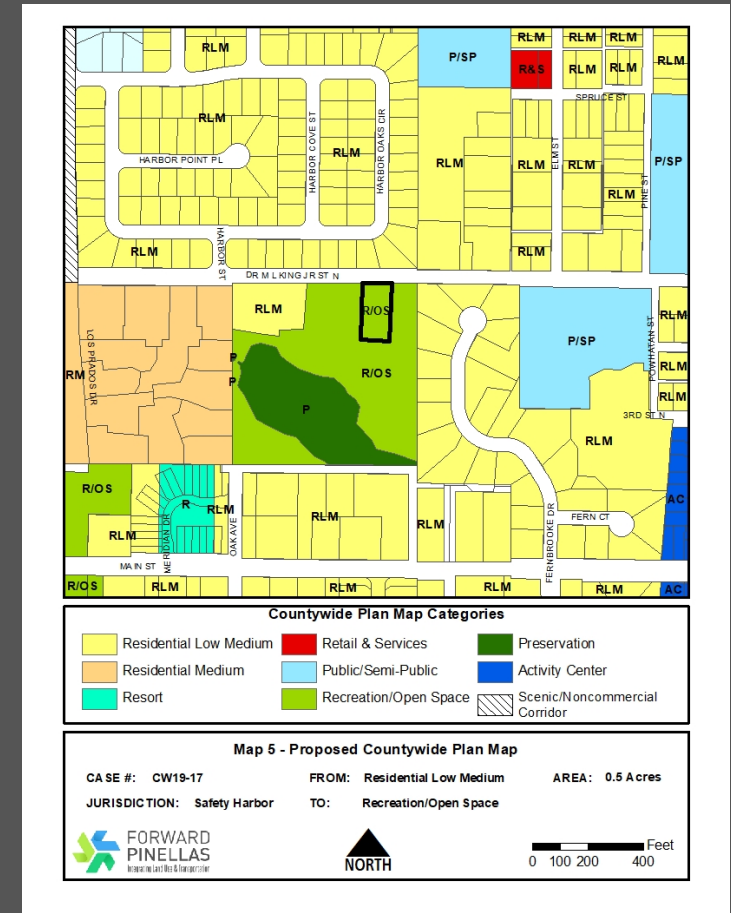 RLM
RLM
RLM
RLM
RLM
P/SP
R&S
RLM
RLM
SPRUCE ST
RLM
HARBOR POINT PL
HARBOR COVE ST
RLM
HARBOR OAKS CIR
RLM
RLM
ELM ST
RLM
RLM
PINE ST
P/SP
RLM
HARBOR ST
RLM
DR M L KING JR ST N
RLM
R/OS
RLM
P/SP
POWHATAN ST
RM
LOS PRADOS DR
P
P
R/OS
RLM
RLM
P
3RD ST N
RLM
R/OS
R
RLM
RLM
RLM
AC
RLM
MERIDIAN DR
OAK AVE
FERNBROOKE DR
FERN CT
MAIN ST
R/OS
RLM
RLM
RLM
RLM
AC
Countywide Plan Map Categories
Residential Low Medium
Retail & Services
Preservation
Residential Medium
Public/Semi-Public
Activity Center
Resort
Recreation/Open Space
Scenic/Noncommercial
Corridor
Map 5 - Proposed Countywide Plan Map
CASE #: CW19-17
FROM: Residential Low Medium
AREA: 0.5 Acres
JURISDICTION: Safety Harbor
TO: Recreation/Open Space
FORWARD
PINELLAS
Integrating Land Use & Transportation
NORTH
Feet
0 100 200 400